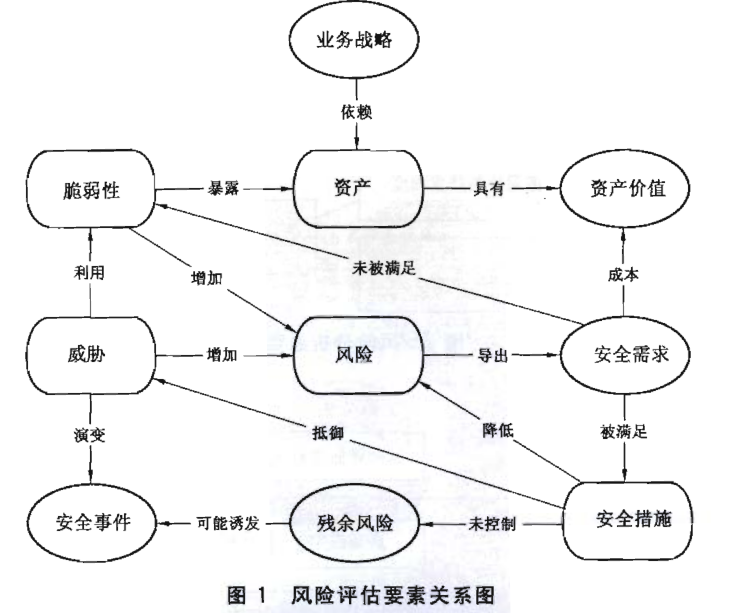 业务战略
依赖
脆弱性
暴露
资产
具有
资产价值
利用
增加
未被满足
成本
威胁
增加
风险
导出
安全需求
演变
抵御
降低
被满足
安全事件
可能诱发
残余风险
未控制
安全措施
图 1 风险评估要素关系图